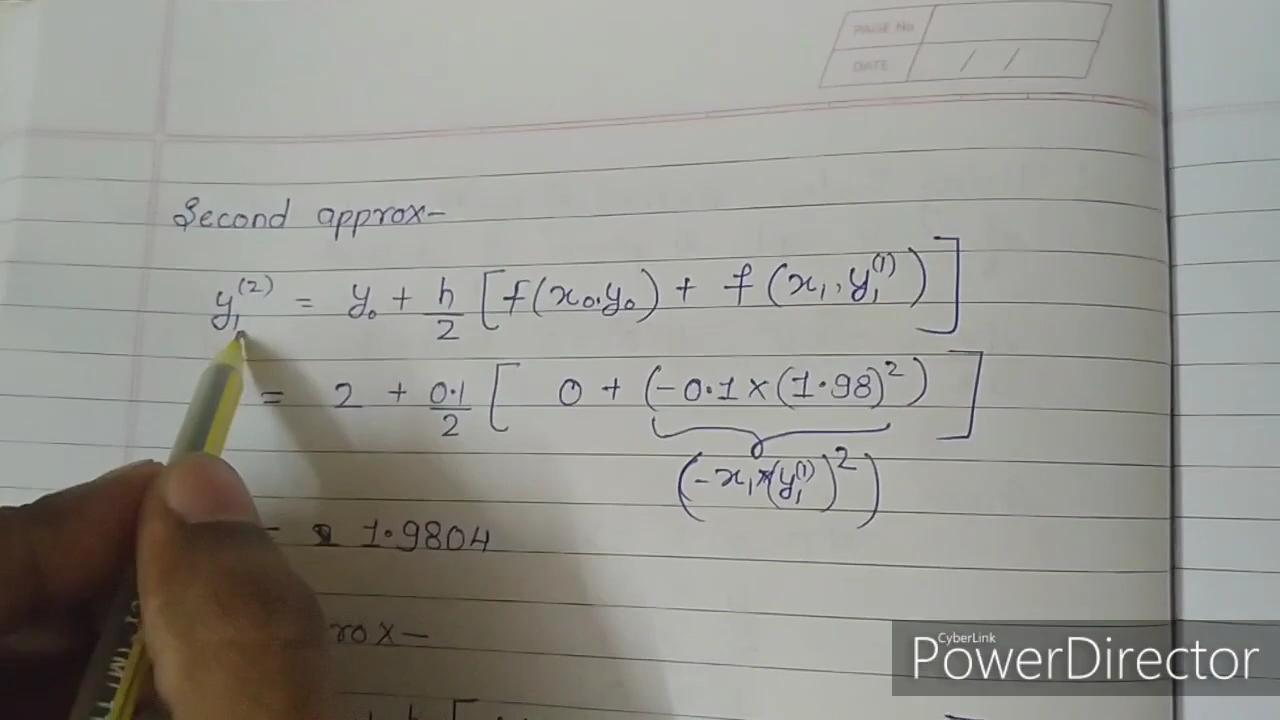 PAGE No
DATE / /
Second approx-
y₁⁽²⁾ = y₀ + h/2 [f(x₀,y₀) + f(x₁, y₁⁽¹⁾)]
= 2 + 0.1/2 [ 0 + (-0.1×(1.98)²) ]
(-x₁×(y₁⁽¹⁾)²)
1.9804
rox-
CyberLink
PowerDirector